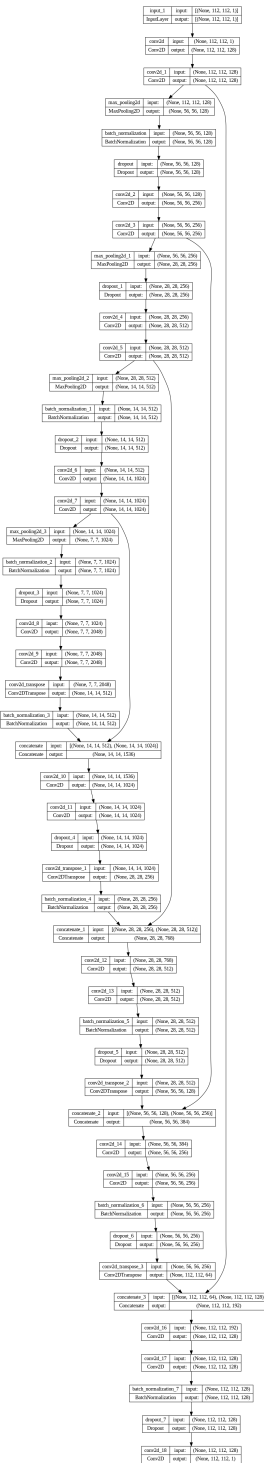 input_1 input: [(None, 112, 112, 1)]
InputLayer output: [(None, 112, 112, 1)]
conv2d input: (None, 112, 112, 1)
Conv2D output: (None, 112, 112, 128)
conv2d_1 input: (None, 112, 112, 128)
Conv2D output: (None, 112, 112, 128)
max_pooling2d input: (None, 112, 112, 128)
MaxPooling2D output: (None, 56, 56, 128)
batch_normalization input: (None, 56, 56, 128)
BatchNormalization output: (None, 56, 56, 128)
dropout input: (None, 56, 56, 128)
Dropout output: (None, 56, 56, 128)
conv2d_2 input: (None, 56, 56, 128)
Conv2D output: (None, 56, 56, 256)
conv2d_3 input: (None, 56, 56, 256)
Conv2D output: (None, 56, 56, 256)
max_pooling2d_1 input: (None, 56, 56, 256)
MaxPooling2D output: (None, 28, 28, 256)
dropout_1 input: (None, 28, 28, 256)
Dropout output: (None, 28, 28, 256)
conv2d_4 input: (None, 28, 28, 256)
Conv2D output: (None, 28, 28, 512)
conv2d_5 input: (None, 28, 28, 512)
Conv2D output: (None, 28, 28, 512)
max_pooling2d_2 input: (None, 28, 28, 512)
MaxPooling2D output: (None, 14, 14, 512)
batch_normalization_1 input: (None, 14, 14, 512)
BatchNormalization output: (None, 14, 14, 512)
dropout_2 input: (None, 14, 14, 512)
Dropout output: (None, 14, 14, 512)
conv2d_6 input: (None, 14, 14, 512)
Conv2D output: (None, 14, 14, 1024)
conv2d_7 input: (None, 14, 14, 1024)
Conv2D output: (None, 14, 14, 1024)
max_pooling2d_3 input: (None, 14, 14, 1024)
MaxPooling2D output: (None, 7, 7, 1024)
batch_normalization_2 input: (None, 7, 7, 1024)
BatchNormalization output: (None, 7, 7, 1024)
dropout_3 input: (None, 7, 7, 1024)
Dropout output: (None, 7, 7, 1024)
conv2d_8 input: (None, 7, 7, 1024)
Conv2D output: (None, 7, 7, 2048)
conv2d_9 input: (None, 7, 7, 2048)
Conv2D output: (None, 7, 7, 2048)
conv2d_transpose input: (None, 7, 7, 2048)
Conv2DTranspose output: (None, 14, 14, 512)
batch_normalization_3 input: (None, 14, 14, 512)
BatchNormalization output: (None, 14, 14, 512)
concatenate input: [(None, 14, 14, 512), (None, 14, 14, 1024)]
Concatenate output: (None, 14, 14, 1536)
conv2d_10 input: (None, 14, 14, 1536)
Conv2D output: (None, 14, 14, 1024)
conv2d_11 input: (None, 14, 14, 1024)
Conv2D output: (None, 14, 14, 1024)
dropout_4 input: (None, 14, 14, 1024)
Dropout output: (None, 14, 14, 1024)
conv2d_transpose_1 input: (None, 14, 14, 1024)
Conv2DTranspose output: (None, 28, 28, 256)
batch_normalization_4 input: (None, 28, 28, 256)
BatchNormalization output: (None, 28, 28, 256)
concatenate_1 input: [(None, 28, 28, 256), (None, 28, 28, 512)]
Concatenate output: (None, 28, 28, 768)
conv2d_12 input: (None, 28, 28, 768)
Conv2D output: (None, 28, 28, 512)
conv2d_13 input: (None, 28, 28, 512)
Conv2D output: (None, 28, 28, 512)
batch_normalization_5 input: (None, 28, 28, 512)
BatchNormalization output: (None, 28, 28, 512)
dropout_5 input: (None, 28, 28, 512)
Dropout output: (None, 28, 28, 512)
conv2d_transpose_2 input: (None, 28, 28, 512)
Conv2DTranspose output: (None, 56, 56, 128)
concatenate_2 input: [(None, 56, 56, 128), (None, 56, 56, 256)]
Concatenate output: (None, 56, 56, 384)
conv2d_14 input: (None, 56, 56, 384)
Conv2D output: (None, 56, 56, 256)
conv2d_15 input: (None, 56, 56, 256)
Conv2D output: (None, 56, 56, 256)
batch_normalization_6 input: (None, 56, 56, 256)
BatchNormalization output: (None, 56, 56, 256)
dropout_6 input: (None, 56, 56, 256)
Dropout output: (None, 56, 56, 256)
conv2d_transpose_3 input: (None, 56, 56, 256)
Conv2DTranspose output: (None, 112, 112, 64)
concatenate_3 input: [(None, 112, 112, 64), (None, 112, 112, 128)]
Concatenate output: (None, 112, 112, 192)
conv2d_16 input: (None, 112, 112, 192)
Conv2D output: (None, 112, 112, 128)
conv2d_17 input: (None, 112, 112, 128)
Conv2D output: (None, 112, 112, 128)
batch_normalization_7 input: (None, 112, 112, 128)
BatchNormalization output: (None, 112, 112, 128)
dropout_7 input: (None, 112, 112, 128)
Dropout output: (None, 112, 112, 128)
conv2d_18 input: (None, 112, 112, 128)
Conv2D output: (None, 112, 112, 1)